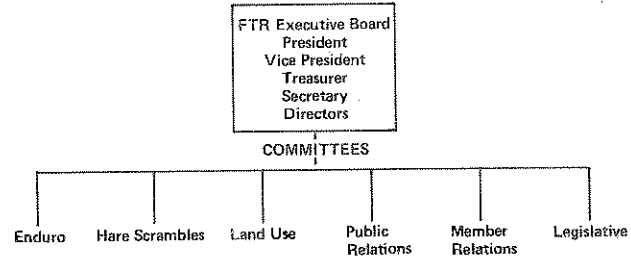 FTR Executive Board
President
Vice President
Treasurer
Secretary
Directors
COMMITTEES
Enduro Hare Scrambles Land Use Public Relations Member Relations Legislative